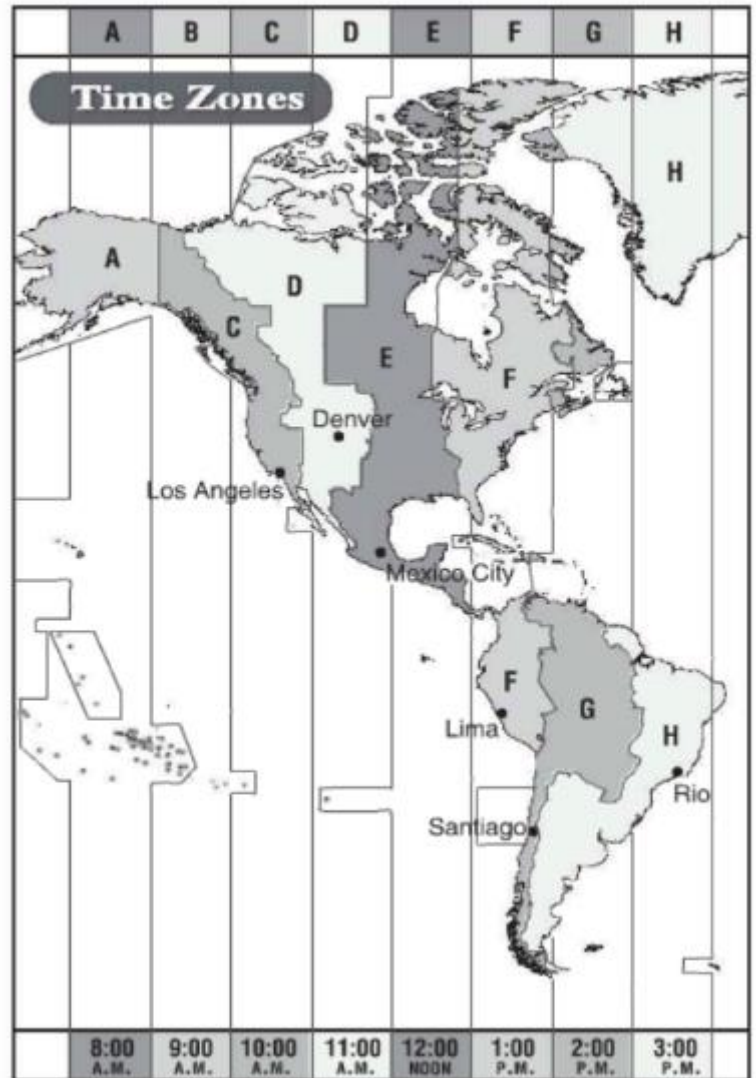 A B C D E F G H
Time Zones
H
A
D
C
E
F
Denver
Los Angeles
Mexico City
F
G
Lima
H
Rio
Santiago
8:00 9:00 10:00 11:00 12:00 1:00 2:00 3:00
A.M. A.M. A.M. A.M. NOON P.M. P.M. P.M.